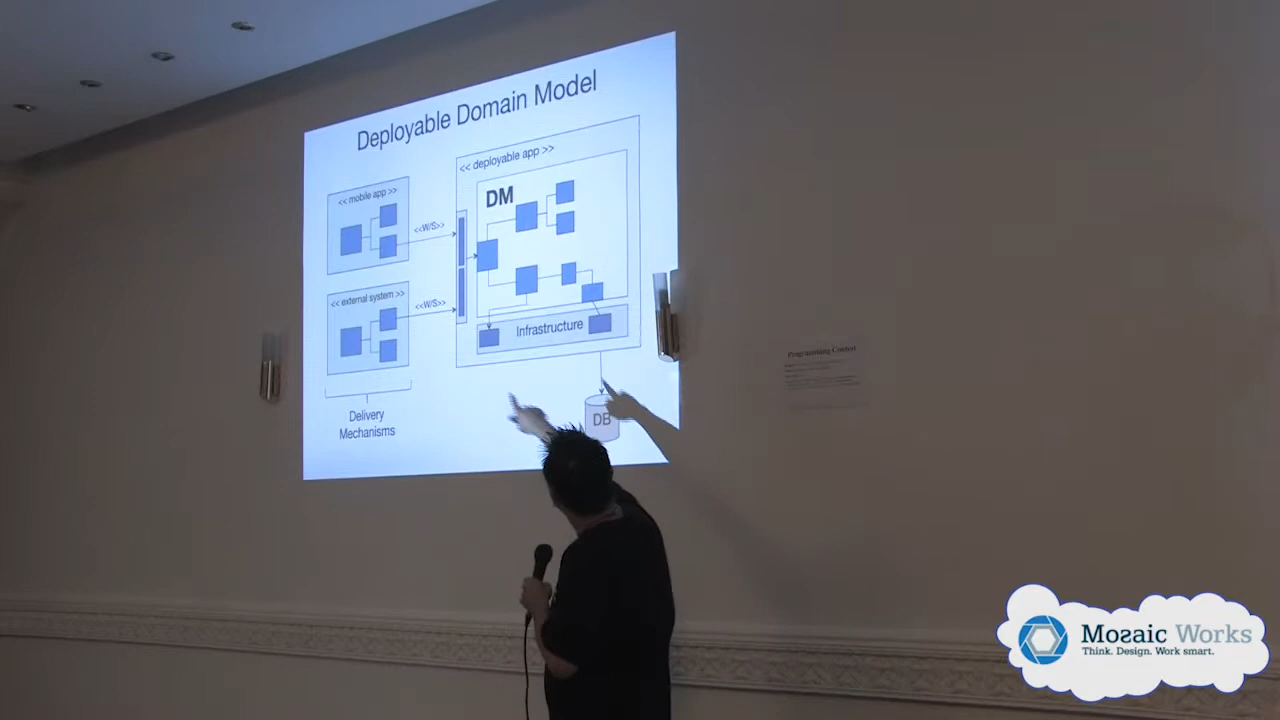 Deployable Domain Model
<< deployable app >>
<< mobile app >>
DM
<<W/S>>
<< external system >>
<<W/S>>
Infrastructure
Delivery
Mechanisms
DB
Programming Contest
Mozaic Works
Think. Design. Work smart.